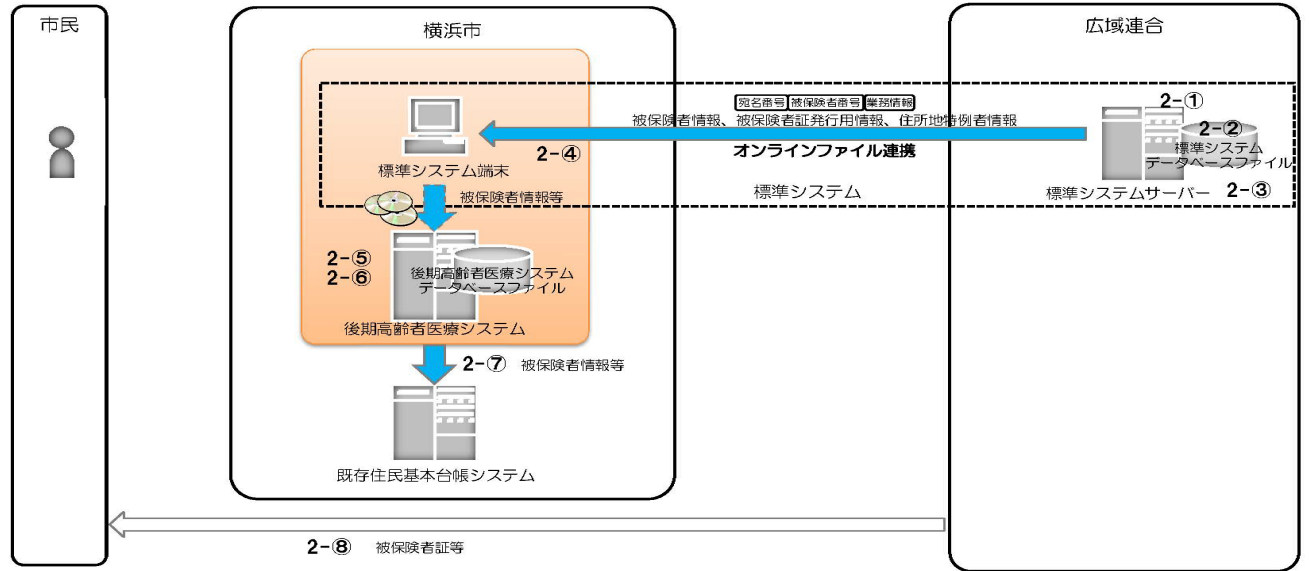 市民
横浜市
広域連合
宛名番号 被保険者番号 業務情報
被保険者情報、被保険者証発行用情報、住所地特例者情報
オンラインファイル連携
2-①
2-②
標準システム
データベースファイル
標準システムサーバー
2-③
2-④
標準システム端末
標準システム
被保険者情報等
2-⑤
2-⑥
後期高齢者医療システム
データベースファイル
後期高齢者医療システム
2-⑦ 被保険者情報等
既存住民基本台帳システム
2-⑧ 被保険者証等